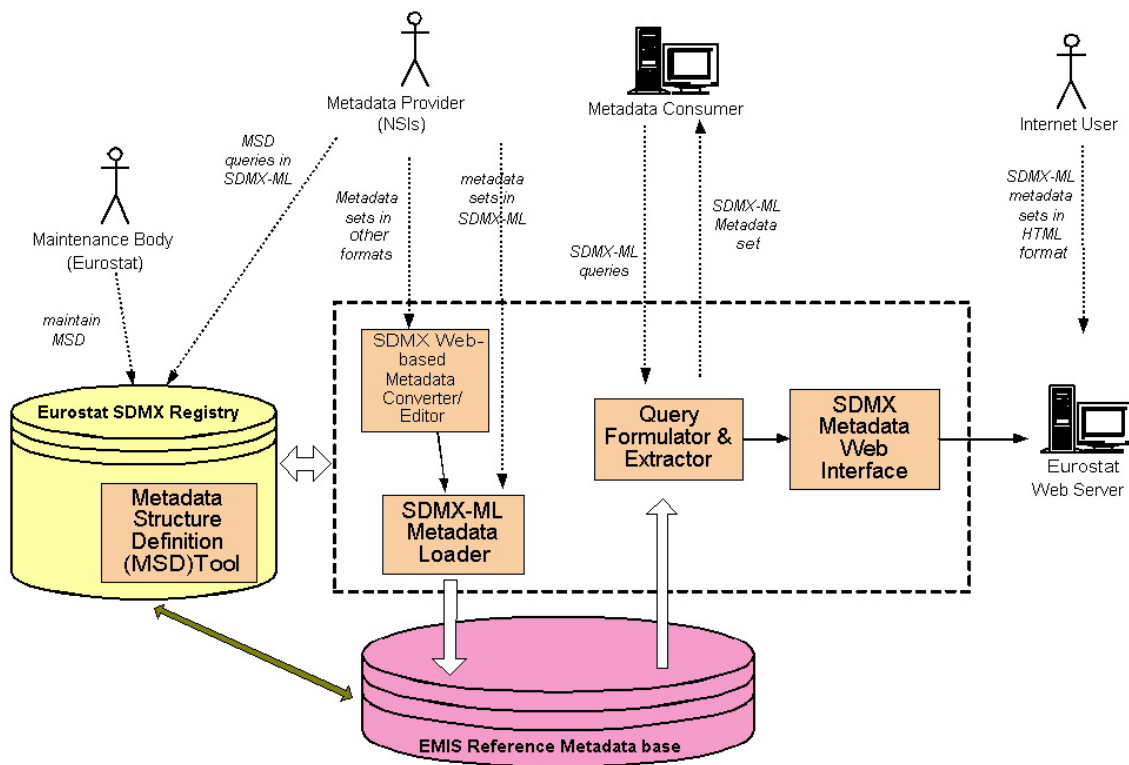 Metadata Provider
(NSIs)
Metadata Consumer
Internet User
MSD
queries in
SDMX-ML
Metadata
sets in
other
formats
metadata
sets in
SDMX-ML
SDMX-ML
queries
SDMX-ML
Metadata
set
SDMX-ML
metadata
sets in
HTML
format
Maintenance Body
(Eurostat)
maintain
MSD
Eurostat SDMX Registry
Metadata
Structure
Definition
(MSD)Tool
SDMX Web-
based
Metadata
Converter/
Editor
SDMX-ML
Metadata
Loader
Query
Formulator &
Extractor
SDMX
Metadata
Web
Interface
Eurostat
Web Server
EMIS Reference Metadata base